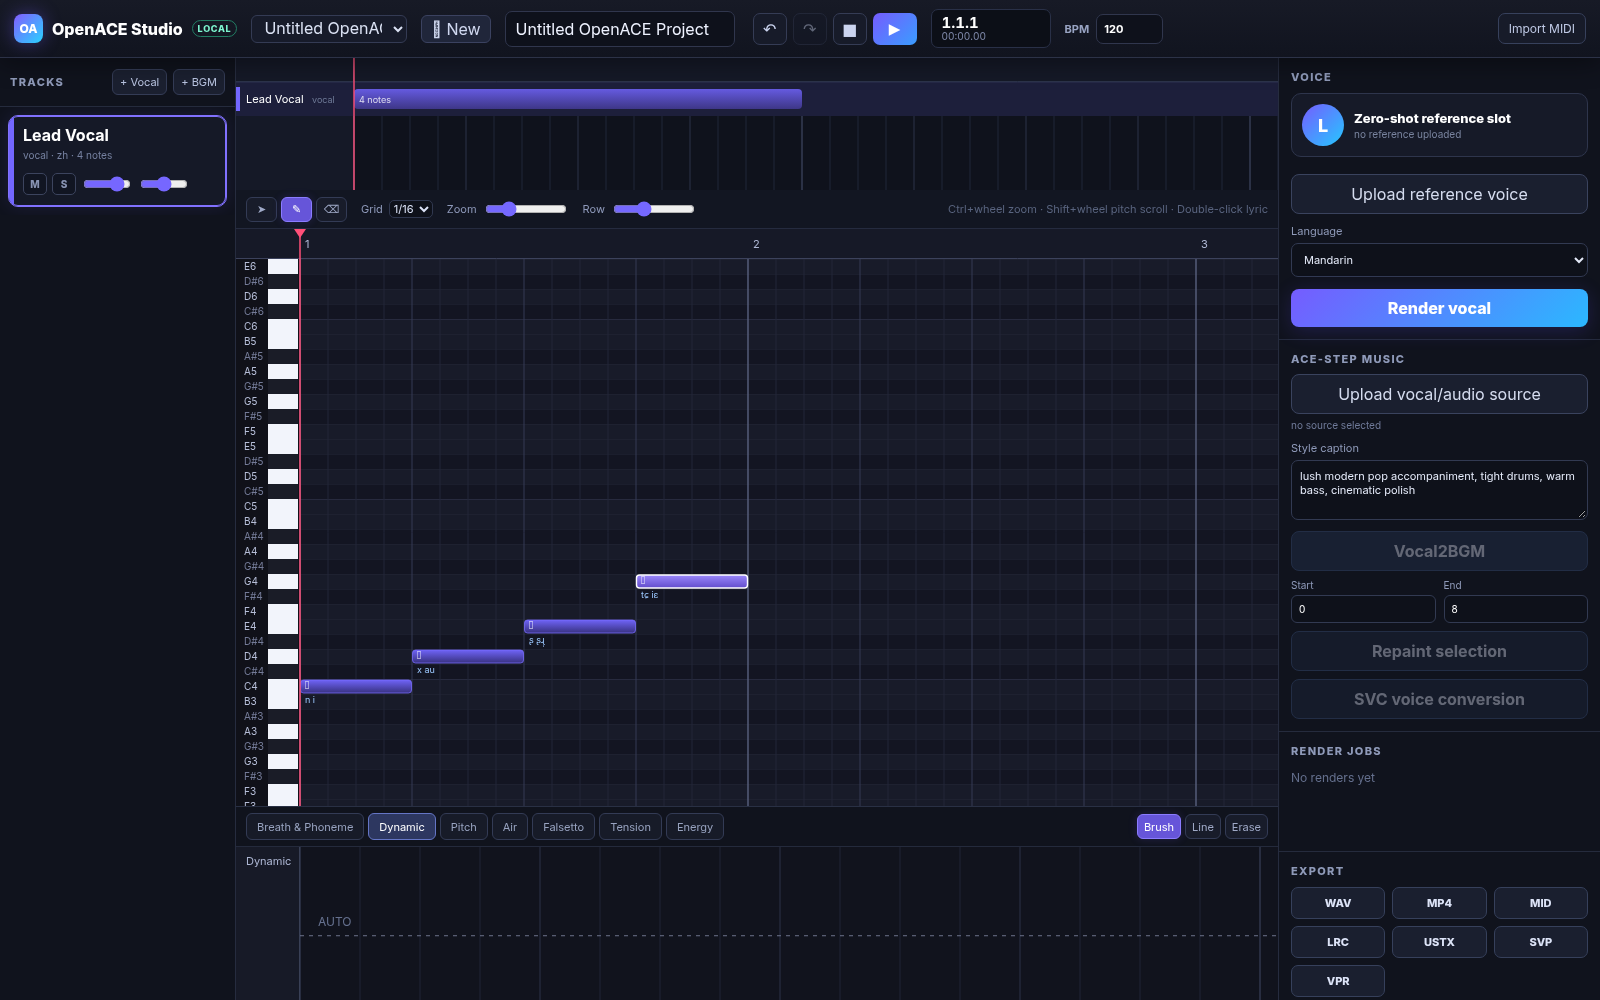 OA OpenACE Studio LOCAL Untitled OpenAC New Untitled OpenACE Project 1.1.1 00:00.00 BPM 120 Import MIDI
TRACKS + Vocal + BGM
Lead Vocal
vocal · zh · 4 notes
M S
Lead Vocal vocal 4 notes
Grid 1/16 Zoom Row Ctrl+wheel zoom · Shift+wheel pitch scroll · Double-click lyric
1 2 3
E6
D#6
D6
C#6
C6
B5
A#5
A5
G#5
G5
F#5
F5
E5
D#5
D5
C#5
C5
B4
A#4
A4
G#4
G4
F#4 tɕ iɛ
F4
E4
D#4 ʂ ʂɻ
D4
C#4 x au
C4
B3 n i
A#3
A3
G#3
G3
F#3
F3
Breath & Phoneme Dynamic Pitch Air Falsetto Tension Energy Brush Line Erase
Dynamic
AUTO
VOICE
L Zero-shot reference slot
no reference uploaded
Upload reference voice
Language
Mandarin
Render vocal
ACE-STEP MUSIC
Upload vocal/audio source
no source selected
Style caption
lush modern pop accompaniment, tight drums, warm
bass, cinematic polish
Vocal2BGM
Start End
0 8
Repaint selection
SVC voice conversion
RENDER JOBS
No renders yet
EXPORT
WAV MP4 MID
LRC USTX SVP
VPR